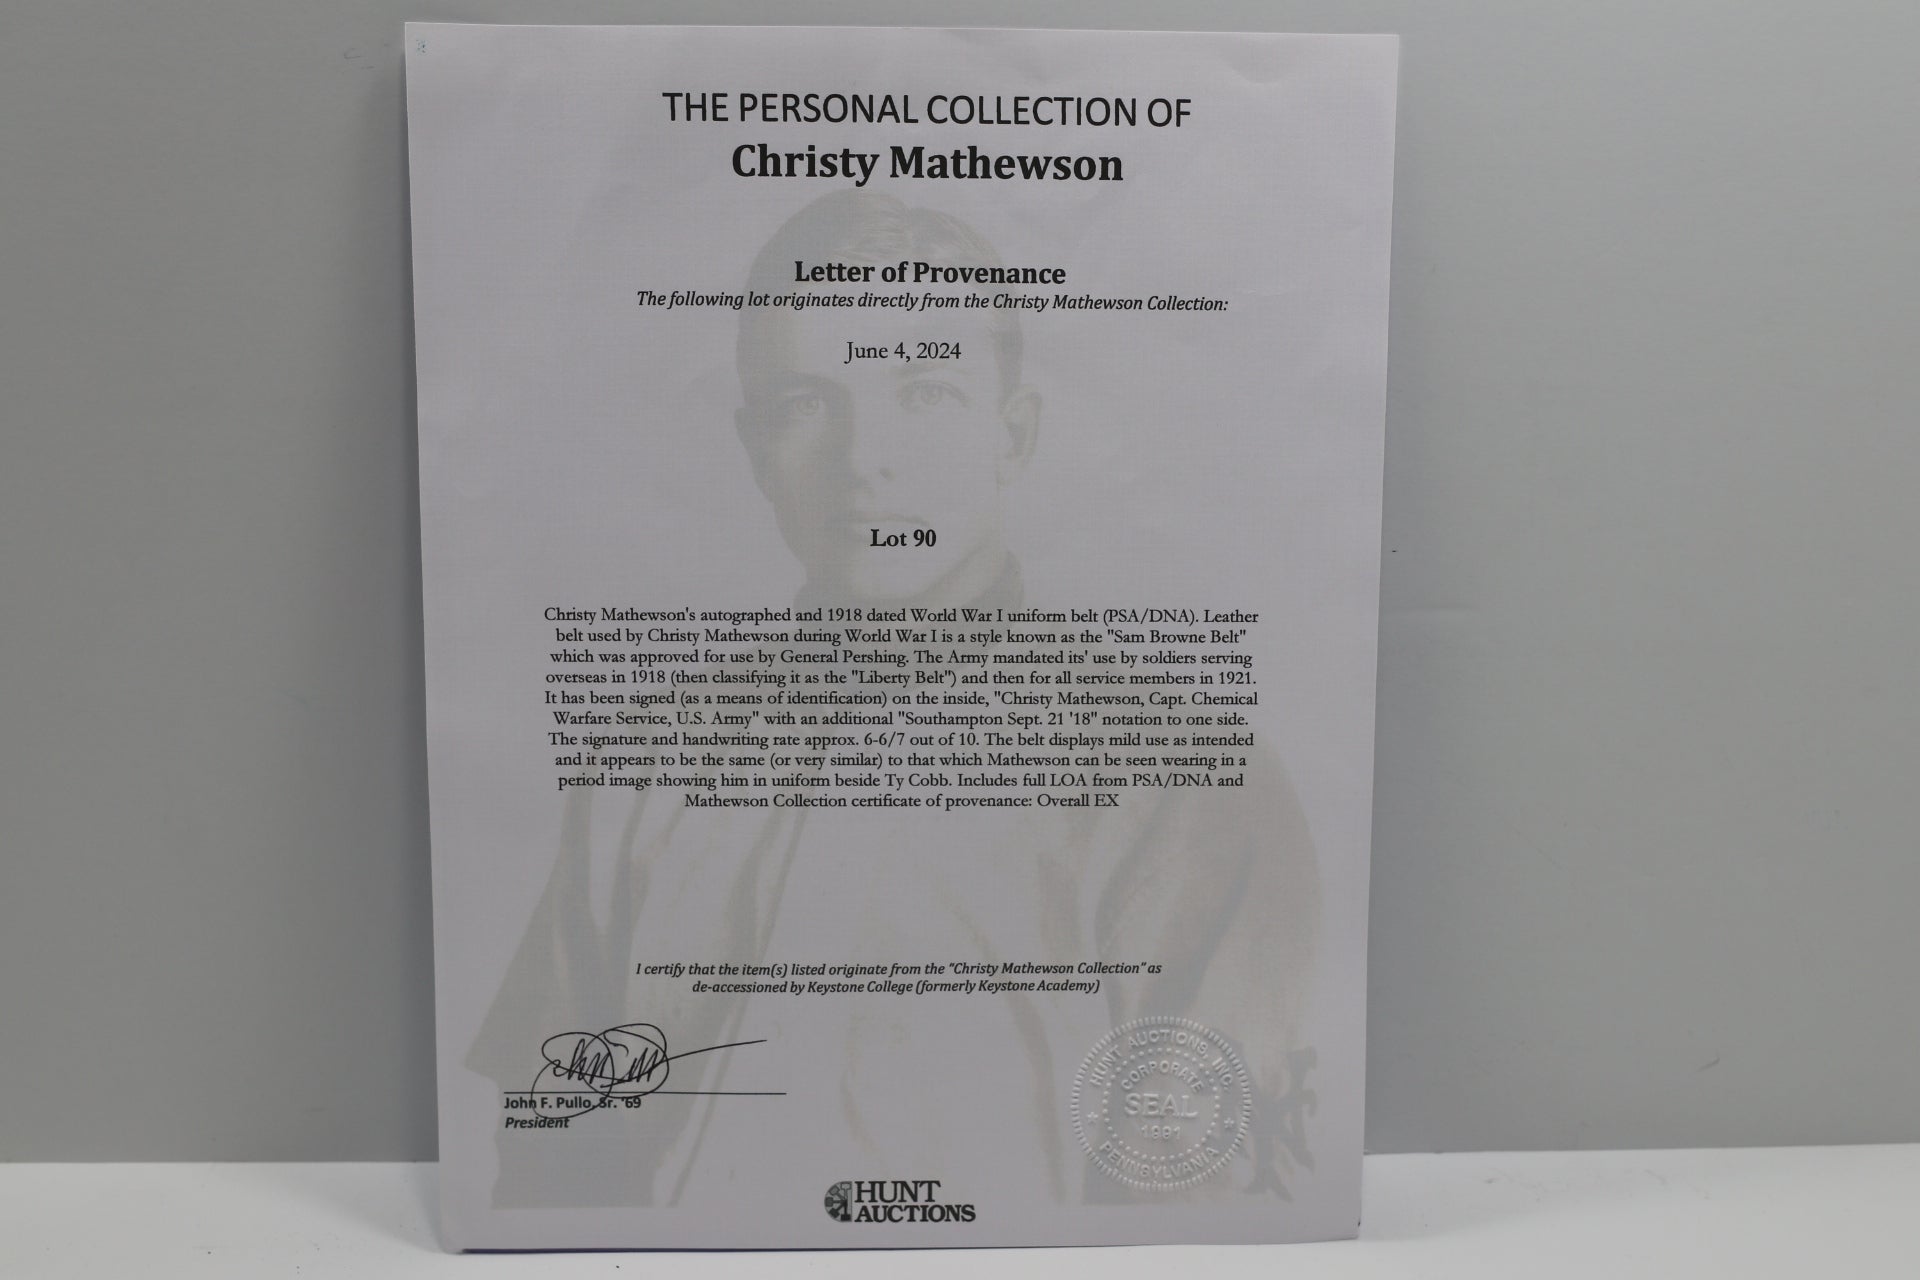 THE PERSONAL COLLECTION OF
Christy Mathewson
Letter of Provenance
The following lot originates directly from the Christy Mathewson Collection:
June 4, 2024
Lot 90
Christy Mathewson's autographed and 1918 dated World War I uniform belt (PSA/DNA). Leather
belt used by Christy Mathewson during World War I is a style known as the "Sam Browne Belt"
which was approved for use by General Pershing. The Army mandated its' use by soldiers serving
overseas in 1918 (then classifying it as the "Liberty Belt") and then for all service members in 1921.
It has been signed (as a means of identification) on the inside, "Christy Mathewson, Capt. Chemical
Warfare Service, U.S. Army" with an additional "Southampton Sept. 21 '18" notation to one side.
The signature and handwriting rate approx. 6-6/7 out of 10. The belt displays mild use as intended
and it appears to be the same (or very similar) to that which Mathewson can be seen wearing in a
period image showing him in uniform beside Ty Cobb. Includes full LOA from PSA/DNA and
Mathewson Collection certificate of provenance: Overall EX
I certify that the item(s) listed originate from the "Christy Mathewson Collection" as
de-accessioned by Keystone College (formerly Keystone Academy)
John F. Pullo, Sr. '69
President
HUNT AUCTIONS, INC.
CORPORATE
SEAL
1991
PENNSYLVANIA
HUNT
AUCTIONS